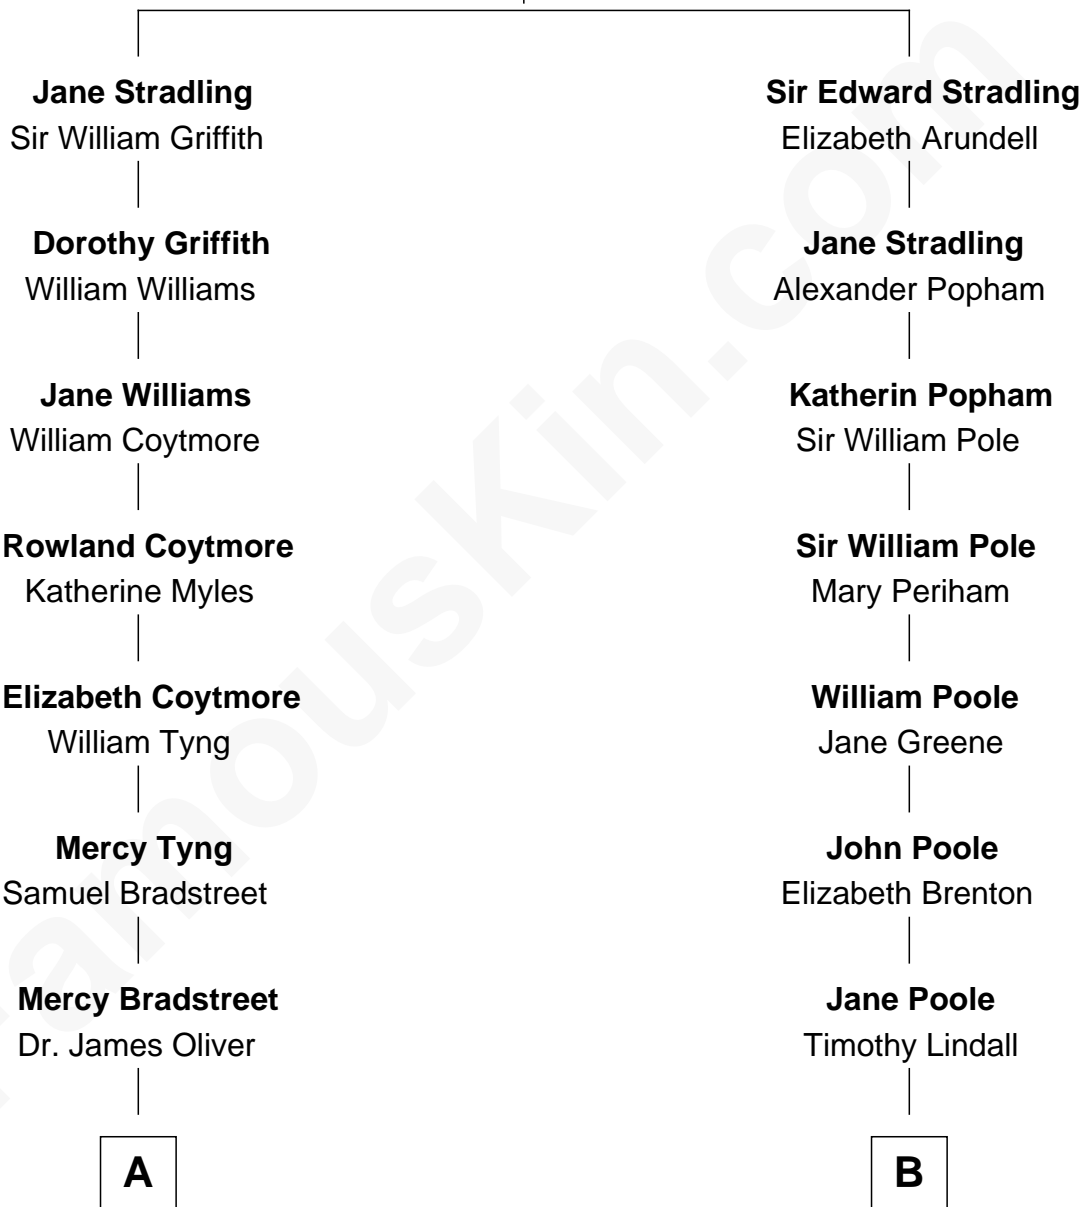 Jane Stradling
Sir William Griffith
Dorothy Griffith
William Williams
Jane Williams
William Coytmore
Rowland Coytmore
Katherine Myles
Elizabeth Coytmore
William Tyng
Mercy Tyng
Samuel Bradstreet
Mercy Bradstreet
Dr. James Oliver
A
Sir Edward Stradling
Elizabeth Arundell
Jane Stradling
Alexander Popham
Katherin Popham
Sir William Pole
Sir William Pole
Mary Periham
William Poole
Jane Greene
John Poole
Elizabeth Brenton
Jane Poole
Timothy Lindall
B
FamousKin.com